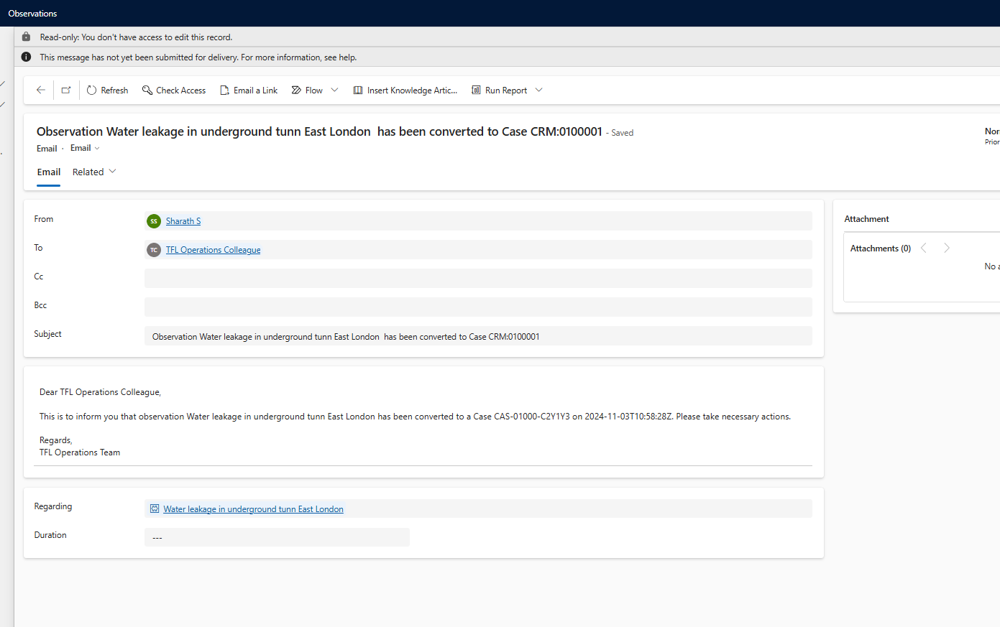 Observations
Read-only: You don't have access to edit this record.
This message has not yet been submitted for delivery. For more information, see help.
Refresh
Check Access
Email a Link
Flow
Insert Knowledge Artic...
Run Report
Observation Water leakage in underground tunn East London  has been converted to Case CRM:0100001 - Saved
Nor
Email · Email
Prior
Email
Related
From
SS Sharath S
To
TC TFL Operations Colleague
Cc
Bcc
Subject
Observation Water leakage in underground tunn East London  has been converted to Case CRM:0100001
Attachment
Attachments (0)
No a
Dear TFL Operations Colleague,
This is to inform you that observation Water leakage in underground tunn East London has been converted to a Case CAS-01000-C2Y1Y3 on 2024-11-03T10:58:28Z. Please take necessary actions.
Regards,
TFL Operations Team
Regarding
Water leakage in underground tunn East London
Duration
---